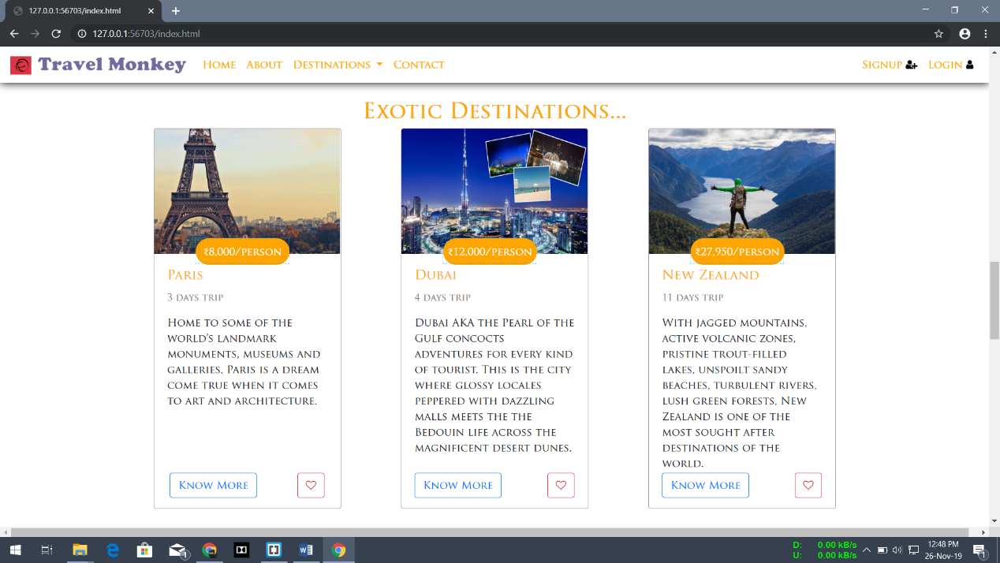 127.0.0.1:56703/index.html
127.0.0.1:56703/index.html
Travel Monkey Home About Destinations Contact Signup Login
Exotic Destinations...
₹8,000/person
Paris
3 days trip
Home to some of the
world's landmark
monuments, museums and
galleries, Paris is a dream
come true when it comes
to art and architecture.
Know More
₹12,000/person
Dubai
4 days trip
Dubai AKA the Pearl of the
Gulf concocts
adventures for every kind
of tourist. This is the city
where glossy locales
peppered with dazzling
malls meets the the
Bedouin life across the
magnificent desert dunes.
Know More
₹27,950/person
New Zealand
11 days trip
With jagged mountains,
active volcanic zones,
pristine trout-filled
lakes, unspoilt sandy
beaches, turbulent rivers,
lush green forests, New
Zealand is one of the
most sought after
destinations of the
world.
Know More
1
D: 0.00 kB/s
U: 0.00 kB/s
12:48 PM
26-Nov-19
1